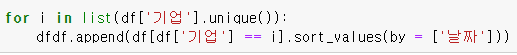 for i in list(df['기업'].unique()):
    dfdf.append(df[df['기업'] == i].sort_values(by = ['날짜']))